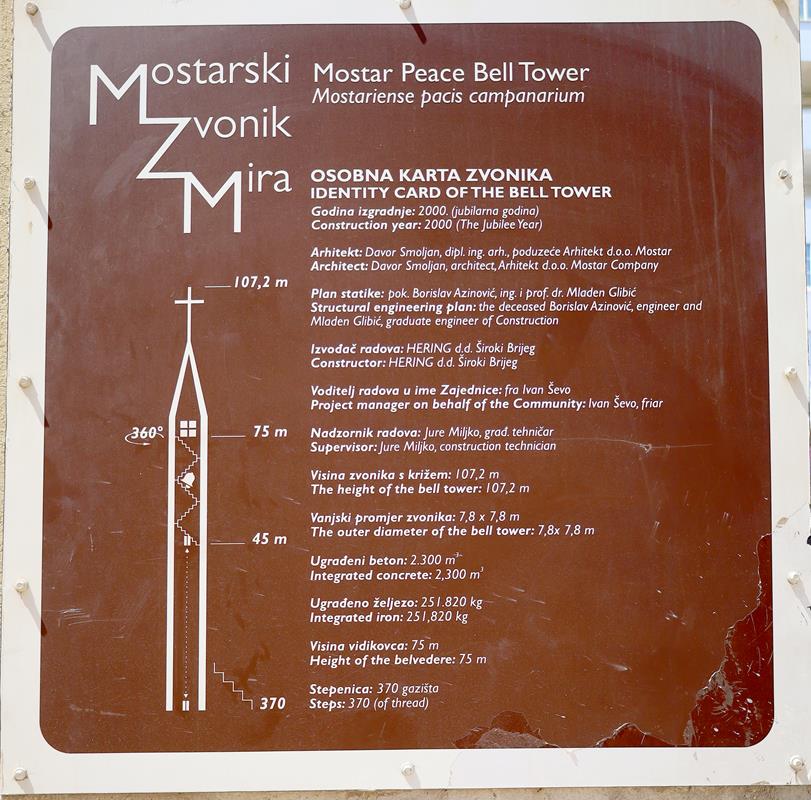 Mostarski
Zvonik
Mira
Mostar Peace Bell Tower
Mostariense pacis campanarium
OSOBNA KARTA ZVONIKA
IDENTITY CARD OF THE BELL TOWER
Godina izgradnje: 2000. (jubilarna godina)
Construction year: 2000 (The Jubilee Year)
Arhitekt: Davor Smoljan, dipl. ing. arh., poduzeće Arhitekt d.o.o. Mostar
Architect: Davor Smoljan, architect, Arhitekt d.o.o. Mostar Company
Plan statike: pok. Borislav Azinović, ing. i prof. dr. Mladen Glibić
Structural engineering plan: the deceased Borislav Azinović, engineer and
Mladen Glibić, graduate engineer of Construction
Izvođač radova: HERING d.d. Široki Brijeg
Constructor: HERING d.d. Široki Brijeg
Voditelj radova u ime Zajednice: fra Ivan Ševo
Project manager on behalf of the Community: Ivan Ševo, friar
Nadzornik radova: Jure Miljko, građ. tehničar
Supervisor: Jure Miljko, construction technician
Visina zvonika s križem: 107,2 m
The height of the bell tower: 107,2 m
Vanjski promjer zvonika: 7,8 x 7,8 m
The outer diameter of the bell tower: 7,8x 7,8 m
Ugrađeni beton: 2.300 m³
Integrated concrete: 2,300 m³
Ugrađeno željezo: 251.820 kg
Integrated iron: 251,820 kg
Visina vidikovca: 75 m
Height of the belvedere: 75 m
Stepenica: 370 gazišta
Steps: 370 (of thread)
107,2 m
360°
75 m
45 m
370